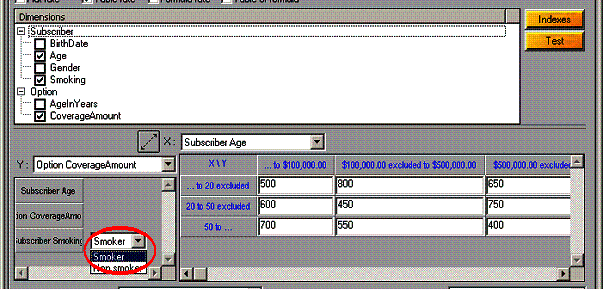 Dimensions
Subscriber
BirthDate
Age
Gender
Smoking
Option
AgeInYears
CoverageAmount
Indexes
Test
X: Subscriber Age
Y: Option CoverageAmount
X \ Y ... to $100,000.00 $100,000.00 excluded to $500,000.00 $500,000.00 exclude
... to 20 excluded 500 800 650
20 to 50 excluded 600 450 750
50 to ... 700 550 400
Subscriber Age
ion CoverageAmo
Subscriber Smoking Smoker
Smoker
Non smoker